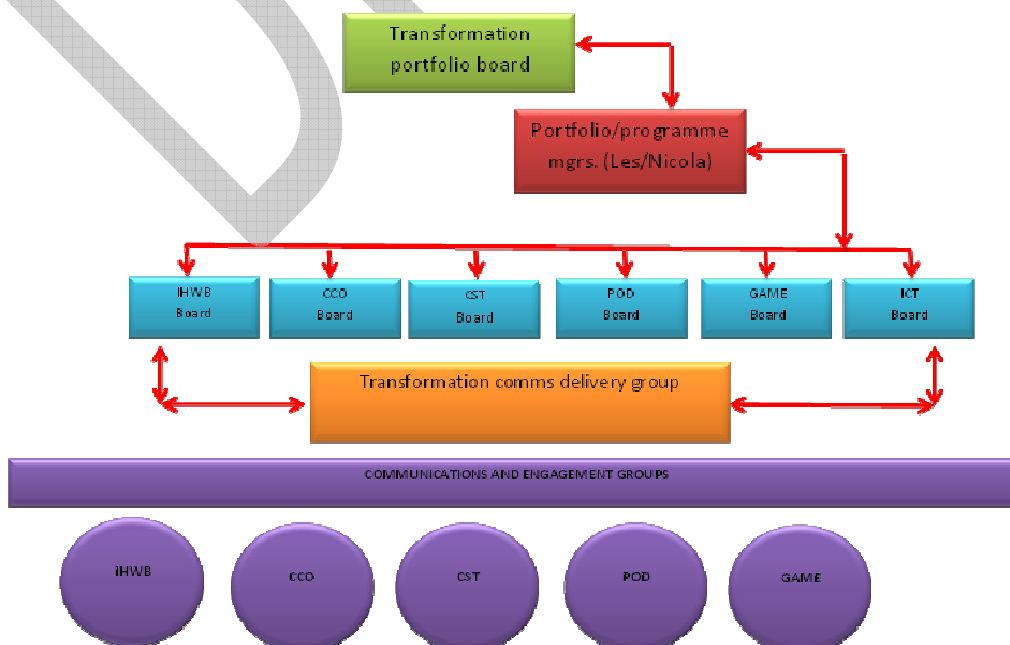 Transformation
portfolio board
Portfolio/programme
mgrs. (Les/Nicola)
IHWB
Board
CCO
Board
CST
Board
POD
Board
GAME
Board
ICT
Board
Transformation comms delivery group
COMMUNICATIONS AND ENGAGEMENT GROUPS
IHWB
CCO
CST
POD
GAME